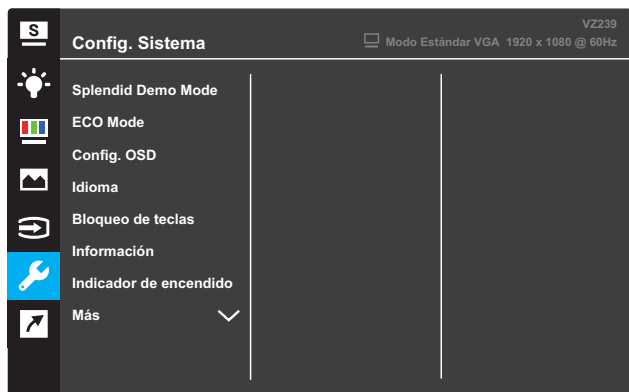 S
VZ239
Config. Sistema
Modo Estándar VGA 1920 x 1080 @ 60Hz
Splendid Demo Mode
ECO Mode
Config. OSD
Idioma
Bloqueo de teclas
Información
Indicador de encendido
Más